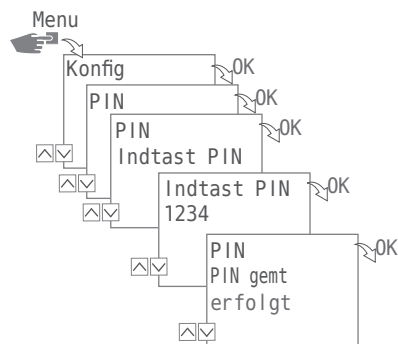 Menu
Konfig
OK
PIN
OK
PIN
OK
Indtast PIN
Indtast PIN
OK
1234
PIN
OK
PIN gemt
erfolgt